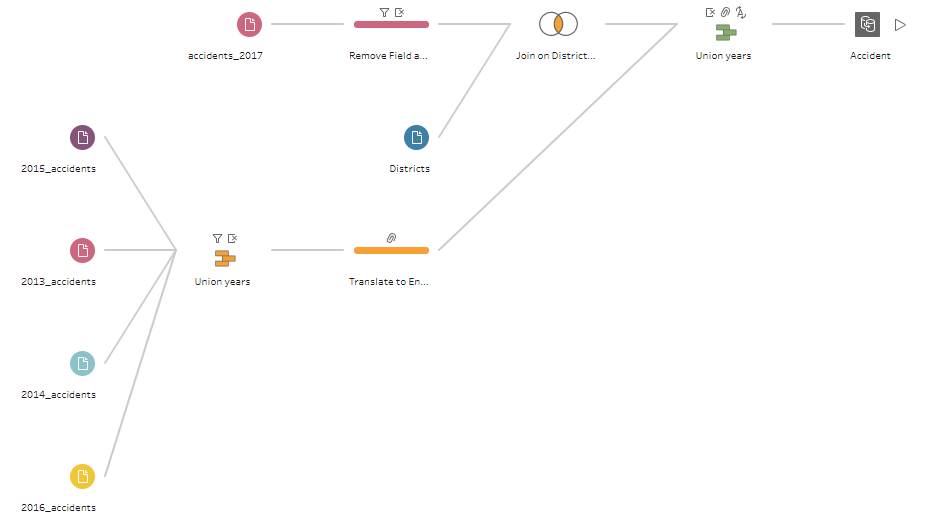 accidents_2017
Remove Field a...
Join on District...
Union years
Accident
2015_accidents
Districts
2013_accidents
Union years
Translate to En...
2014_accidents
2016_accidents